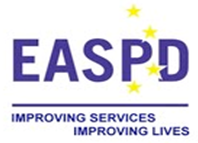 EASPD
IMPROVING SERVICES
IMPROVING LIVES